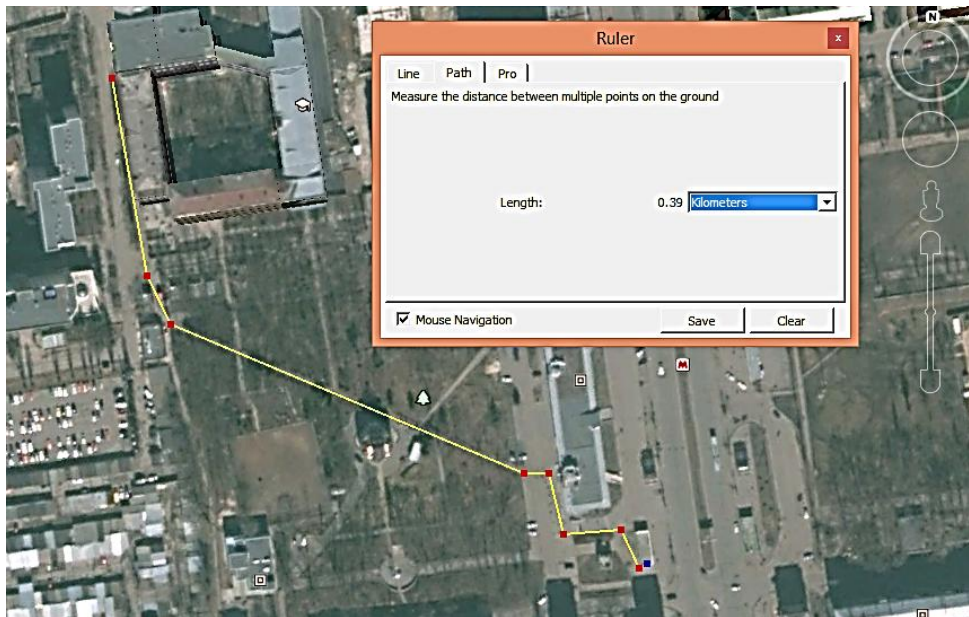 N
Ruler
x
Line Path Pro
Measure the distance between multiple points on the ground
Length: 0.39 Kilometers
Mouse Navigation Save Clear
M